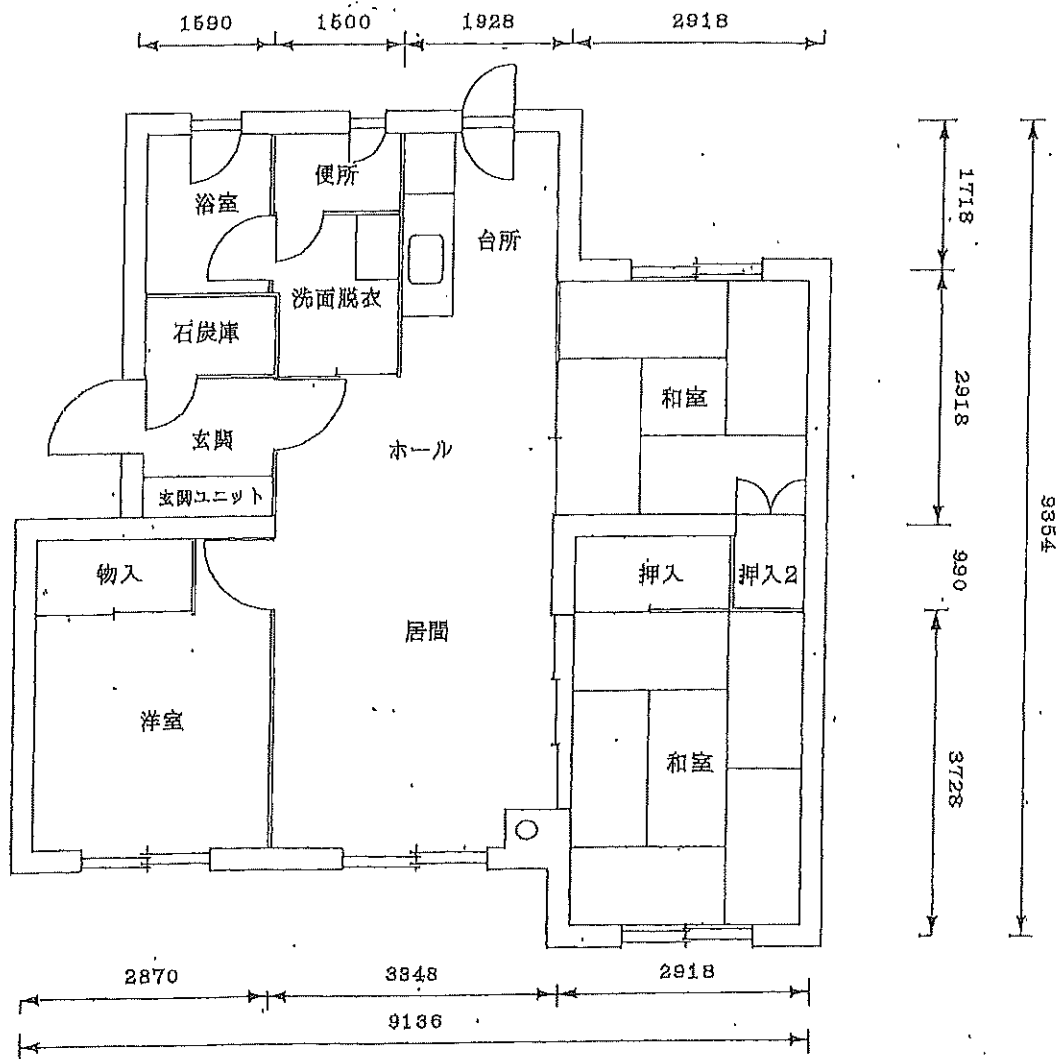 1590 1500 1928 2918
便所
浴室
台所
1718
洗面脱衣
石炭庫
2918
和室
玄関
ホール
玄関ユニット
9354
物入
押入
押入2
990
居間
洋室
和室
3728
2870 3348 2918
9136